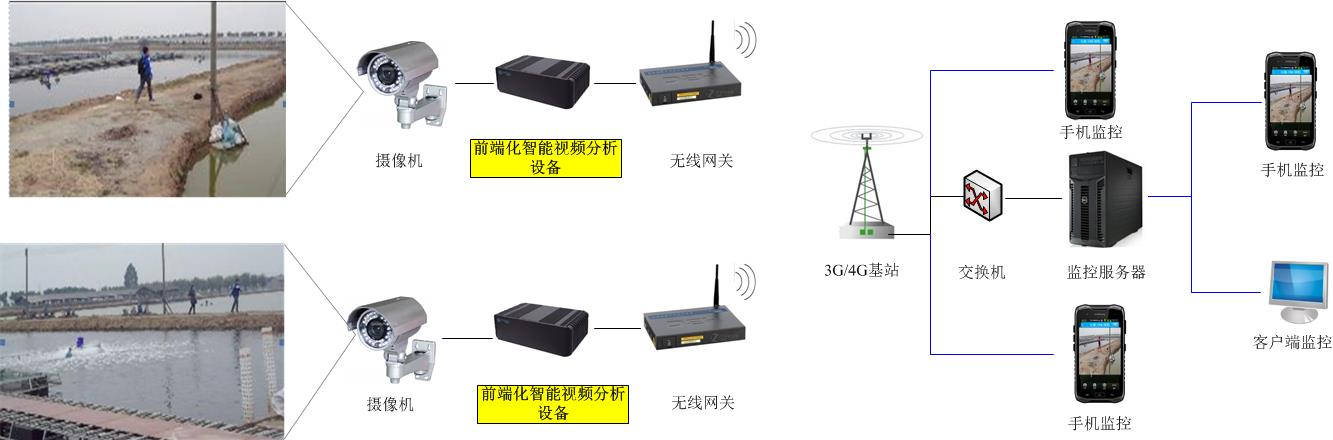 手机监控
手机监控
摄像机
前端化智能视频分析
设备
无线网关
3G/4G基站
交换机
监控服务器
客户端监控
摄像机
前端化智能视频分析
设备
无线网关
手机监控